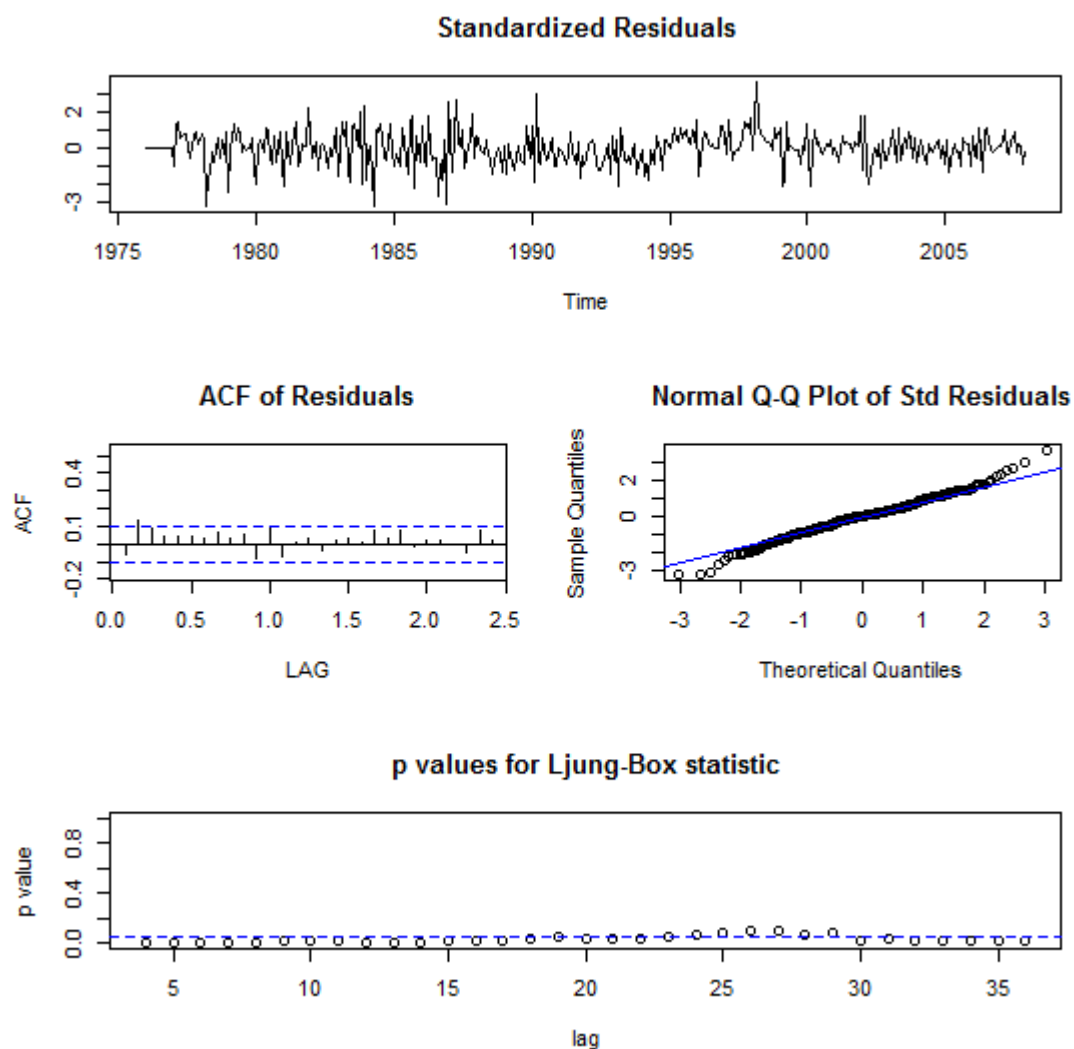 Standardized Residuals
2
0
-3
1975 1980 1985 1990 1995 2000 2005
Time
ACF of Residuals
ACF
0.4
0.1
-0.2
0.0 0.5 1.0 1.5 2.0 2.5
LAG
Normal Q-Q Plot of Std Residuals
Sample Quantiles
2
0
-3
-3 -2 -1 0 1 2 3
Theoretical Quantiles
p values for Ljung-Box statistic
p value
0.8
0.4
0.0
5 10 15 20 25 30 35
lag